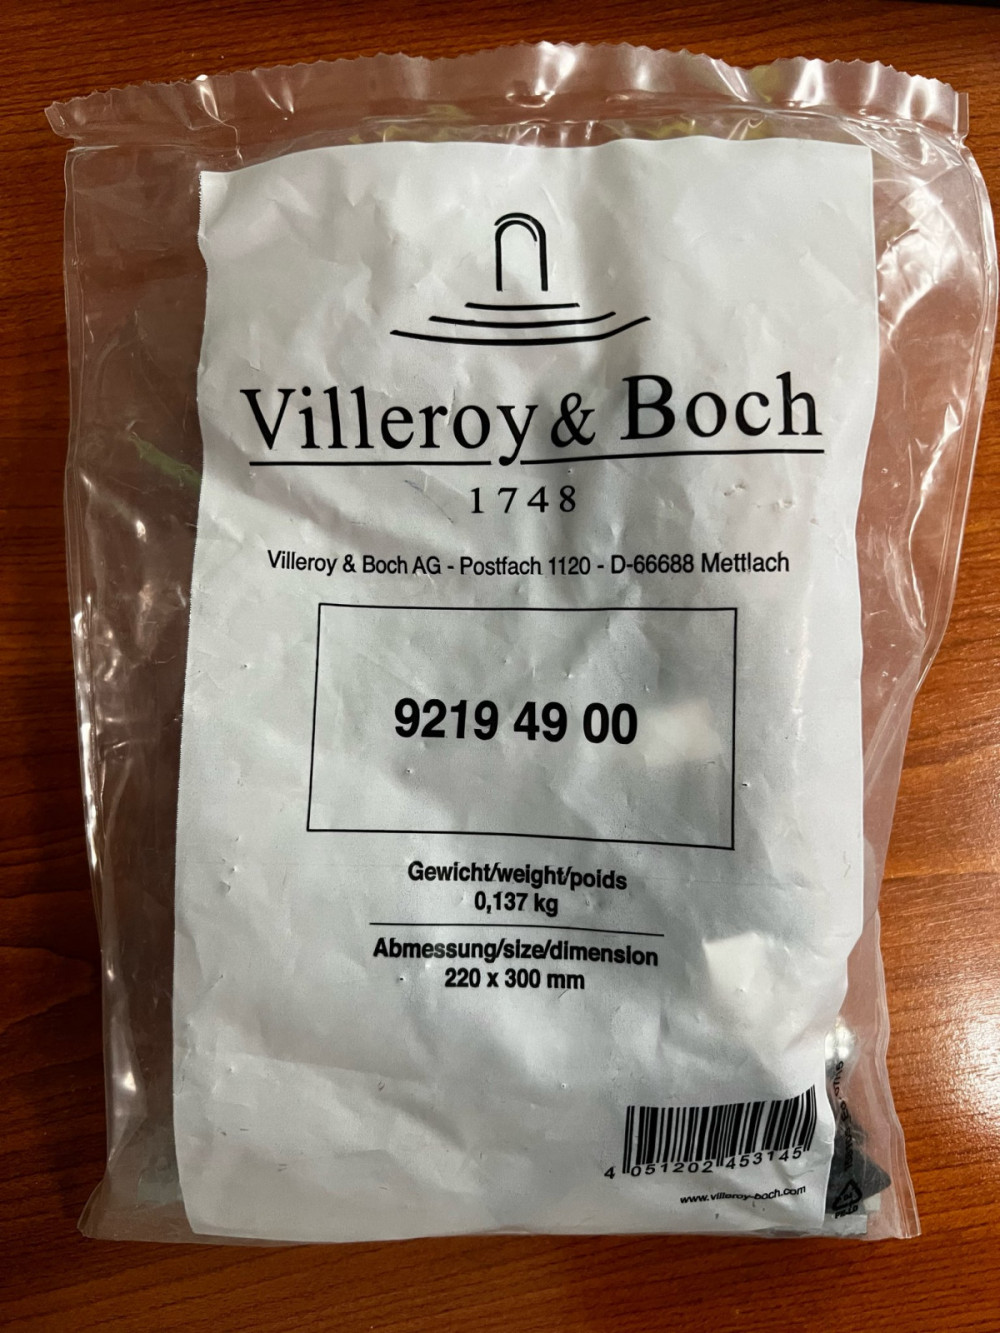 Villeroy & Boch
1748
Villeroy & Boch AG - Postfach 1120 - D-66688 Mettlach
9219 49 00
Gewicht/weight/poids
0,137 kg
Abmessung/size/dimension
220 x 300 mm
4 051202 453145
www.villeroy-boch.com